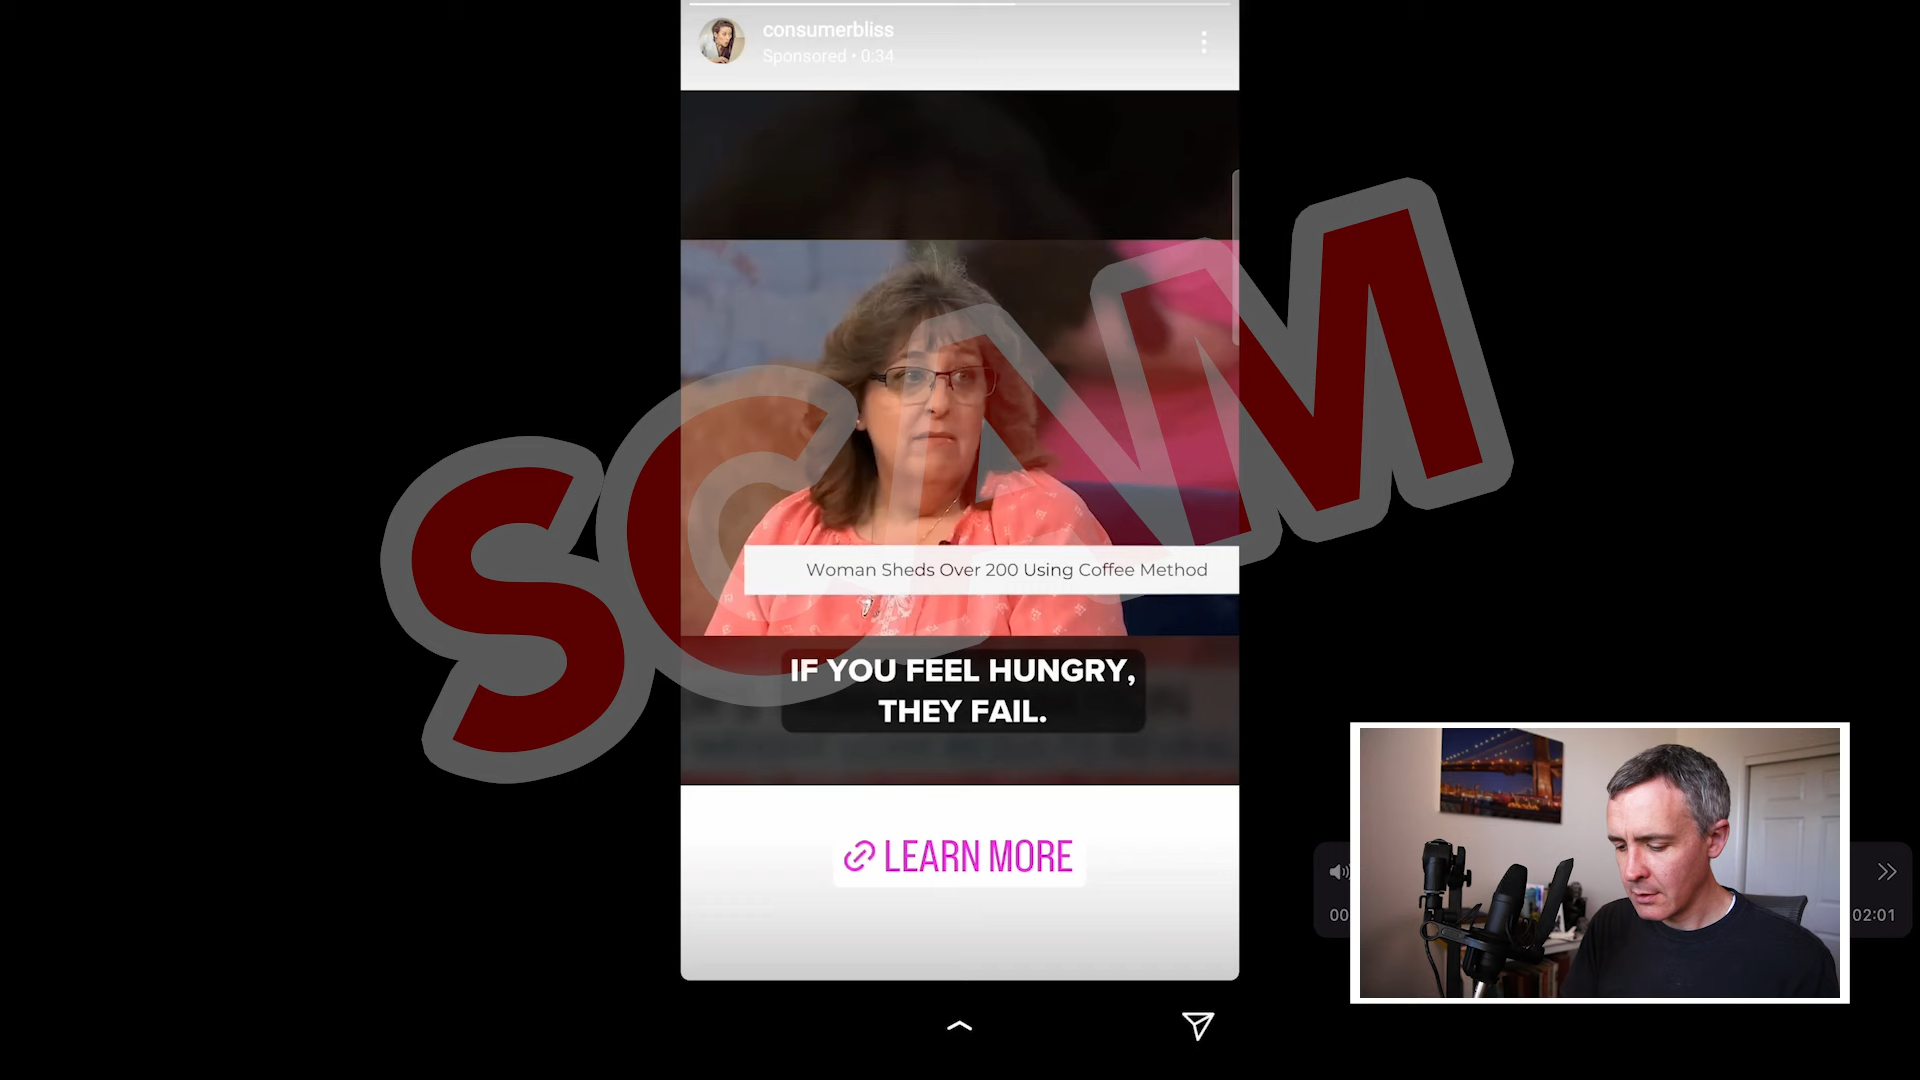 consumerbliss
Sponsored • 0:34
SCAM
Woman Sheds Over 200 Using Coffee Method
IF YOU FEEL HUNGRY,
THEY FAIL.
LEARN MORE
00
02:01